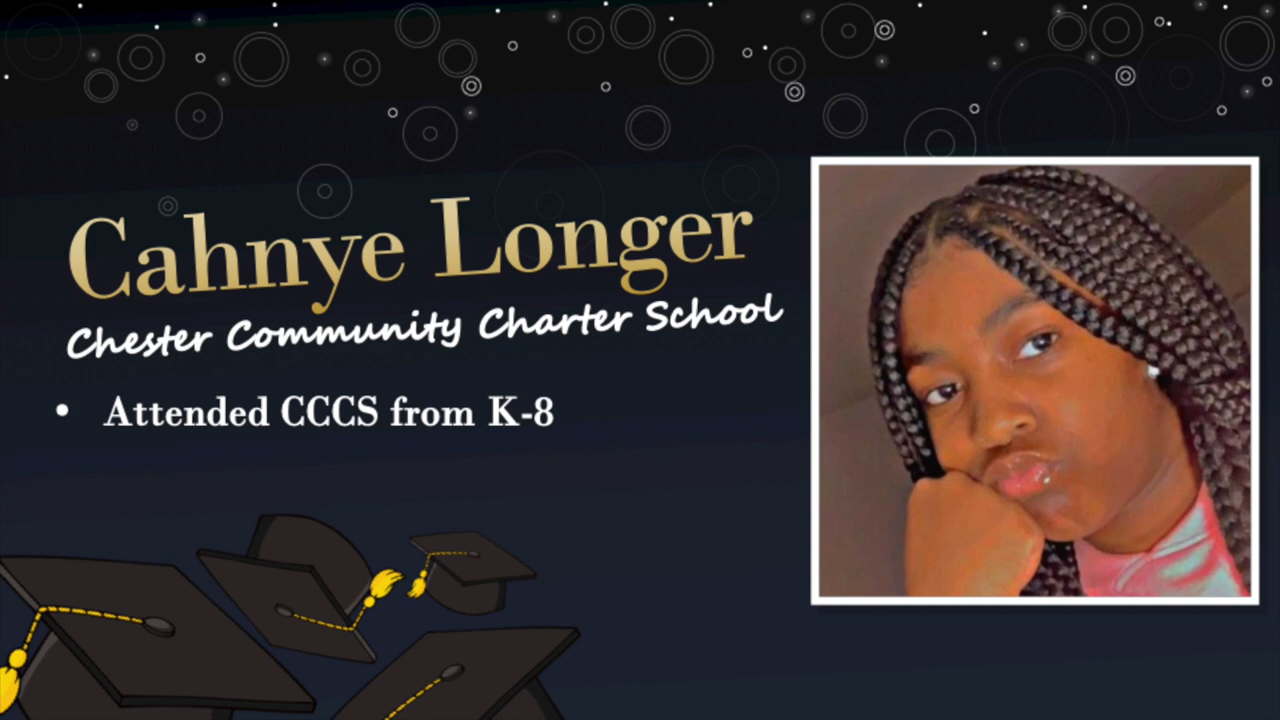 Cahnye Longer
Chester Community Charter School
• Attended CCCS from K-8